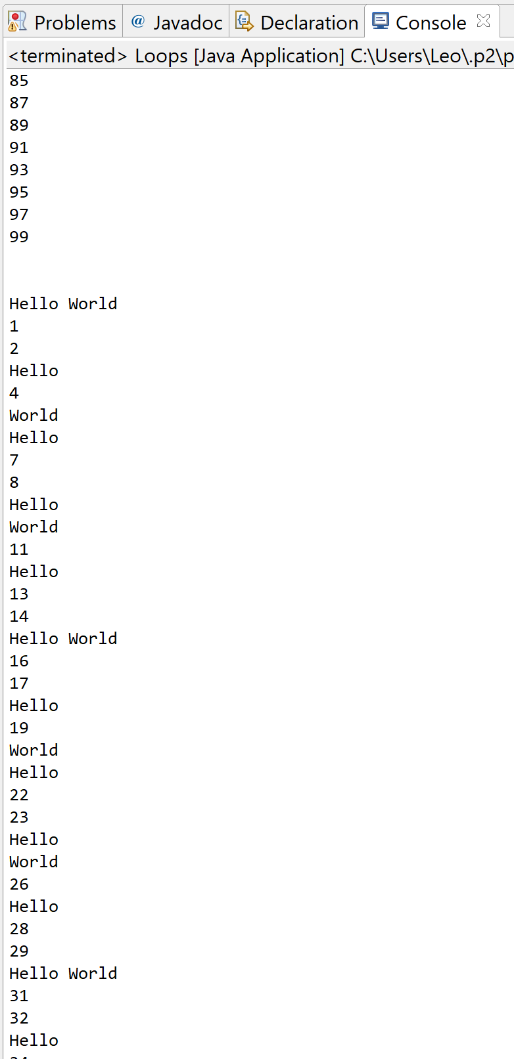 Problems @ Javadoc Declaration Console
<terminated> Loops [Java Application] C:\Users\Leo\.p2\p
85
87
89
91
93
95
97
99
Hello World
1
2
Hello
4
World
Hello
7
8
Hello
World
11
Hello
13
14
Hello World
16
17
Hello
19
World
Hello
22
23
Hello
World
26
Hello
28
29
Hello World
31
32
Hello